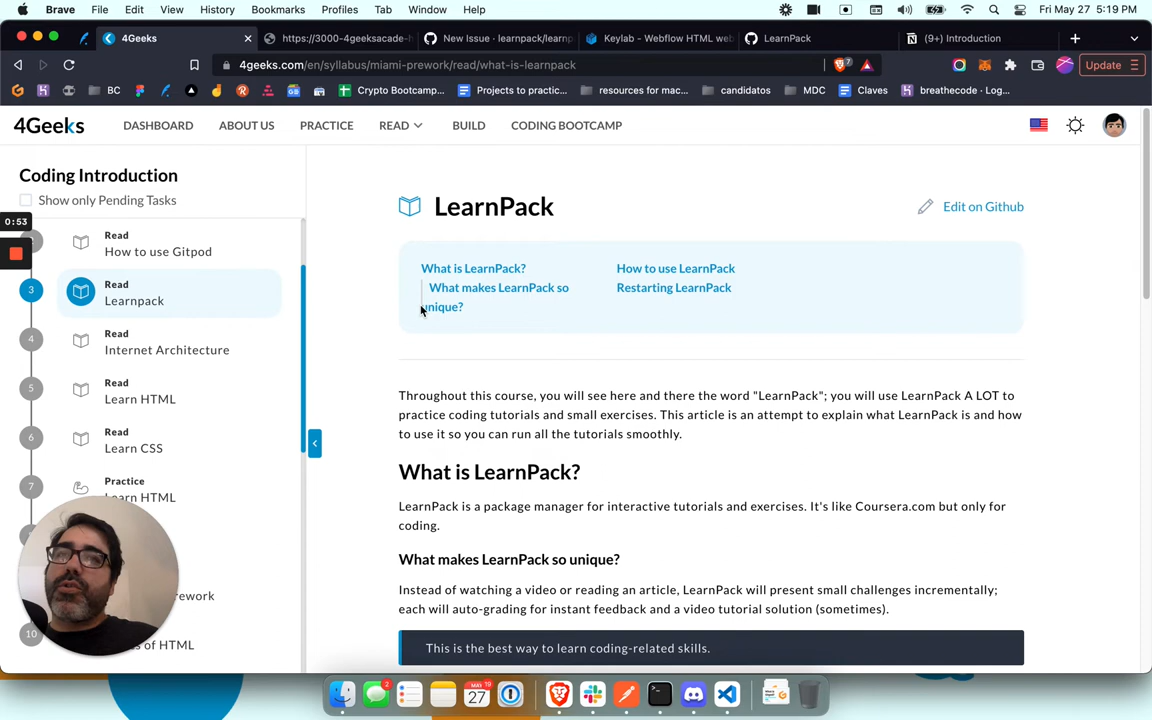 Brave File Edit View History Bookmarks Profiles Tab Window Help Fri May 27 5:19 PM
4Geeks https://3000-4geeksacade-h New Issue · learnpack/learnp Keylab - Webflow HTML web LearnPack (9+) Introduction
4geeks.com/en/syllabus/miami-prework/read/what-is-learnpack 7 Update
BC Crypto Bootcamp... Projects to practic... resources for mac... candidatos MDC Claves breathecode · Log...
4Geeks DASHBOARD ABOUT US PRACTICE READ BUILD CODING BOOTCAMP
Coding Introduction
Show only Pending Tasks
0:53
Read
How to use Gitpod
3
Read
Learnpack
4
Read
Internet Architecture
5
Read
Learn HTML
6
Read
Learn CSS
7
Practice
Learn HTML
ework
10
s of HTML
LearnPack
Edit on Github
What is LearnPack?
What makes LearnPack so
unique?
How to use LearnPack
Restarting LearnPack
Throughout this course, you will see here and there the word "LearnPack"; you will use LearnPack A LOT to
practice coding tutorials and small exercises. This article is an attempt to explain what LearnPack is and how
to use it so you can run all the tutorials smoothly.
What is LearnPack?
LearnPack is a package manager for interactive tutorials and exercises. It's like Coursera.com but only for
coding.
What makes LearnPack so unique?
Instead of watching a video or reading an article, LearnPack will present small challenges incrementally;
each will auto-grading for instant feedback and a video tutorial solution (sometimes).
This is the best way to learn coding-related skills.
2
27